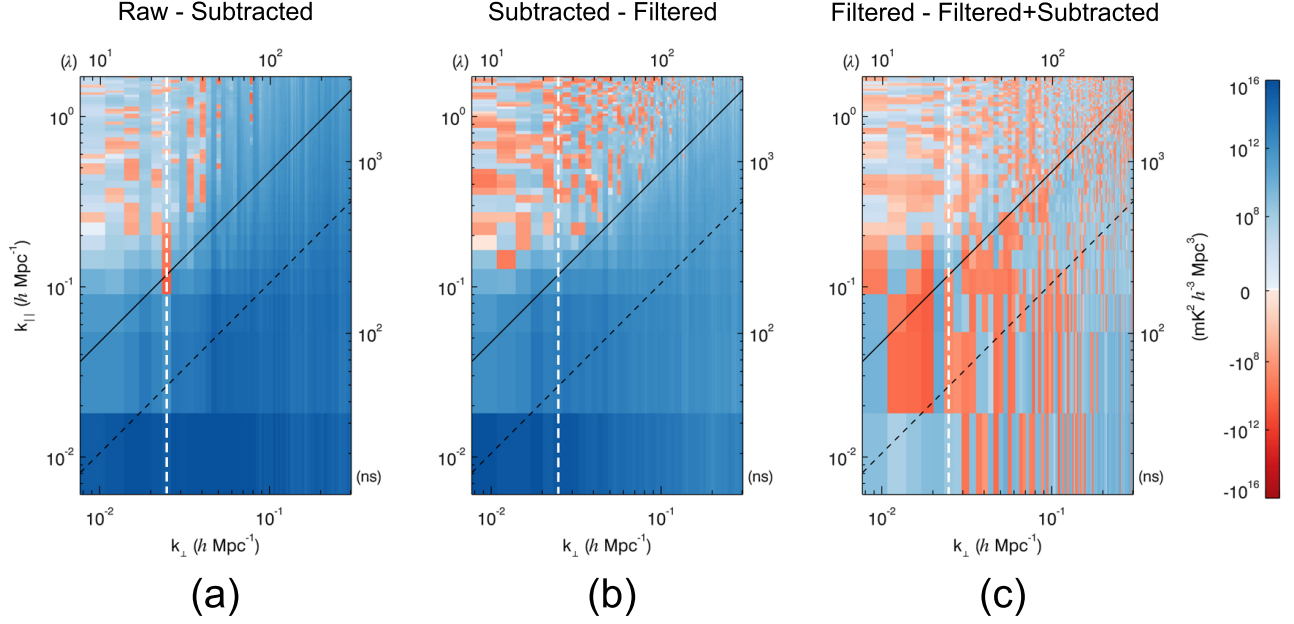 Raw - Subtracted
Subtracted - Filtered
Filtered - Filtered+Subtracted
(λ) 10¹ 10²
(λ) 10¹ 10²
(λ) 10¹ 10²
10⁰
10⁻¹
10⁻²
k|| (h Mpc⁻¹)
10³
10²
(ns)
10⁻² 10⁻¹
k⊥ (h Mpc⁻¹)
10⁰
10⁻¹
10⁻²
10³
10²
(ns)
10⁻² 10⁻¹
k⊥ (h Mpc⁻¹)
10⁰
10⁻¹
10⁻²
10³
10²
(ns)
10⁻² 10⁻¹
k⊥ (h Mpc⁻¹)
(mK² h⁻³ Mpc³)
10¹⁶
10¹²
10⁸
0
-10⁸
-10¹²
-10¹⁶
(a)
(b)
(c)